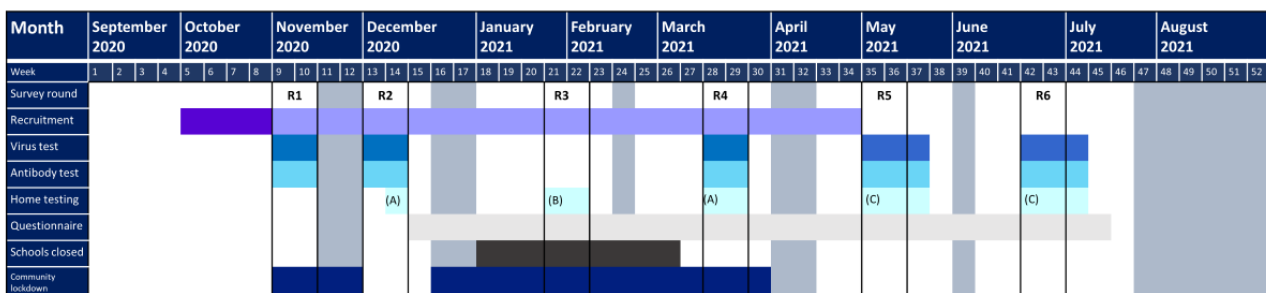 Month September October November December January February March April May June July August
2020 2020 2020 2020 2021 2021 2021 2021 2021 2021 2021 2021
Week 1 2 3 4 5 6 7 8 9 10 11 12 13 14 15 16 17 18 19 20 21 22 23 24 25 26 27 28 29 30 31 32 33 34 35 36 37 38 39 40 41 42 43 44 45 46 47 48 49 50 51 52
Survey round R1 R2 R3 R4 R5 R6
Recruitment
Virus test
Antibody test
Home testing (A) (B) (A) (C) (C)
Questionnaire
Schools closed
Community
lockdown